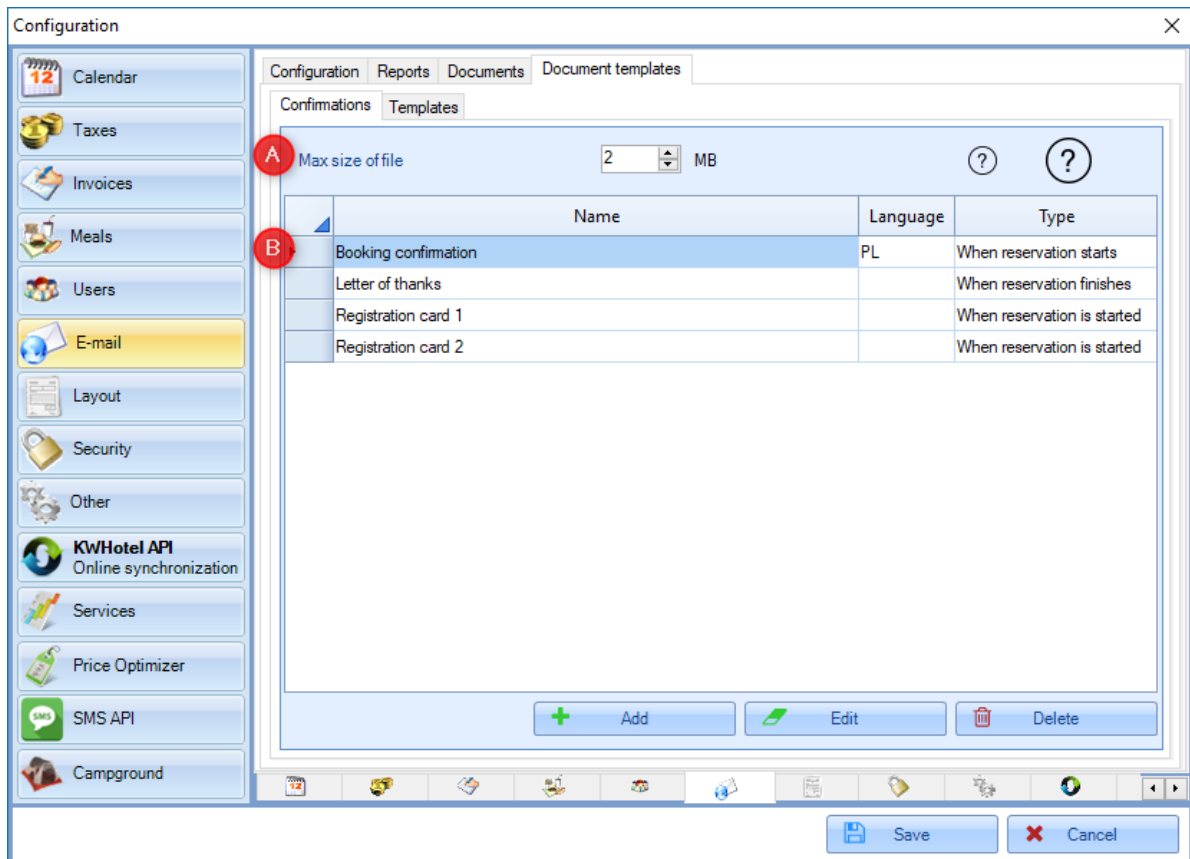 Configuration
12 Calendar
Taxes
Invoices
Meals
Users
E-mail
Layout
Security
Other
KWHotel API
Online synchronization
Services
Price Optimizer
SMS SMS API
Campground
Configuration Reports Documents Document templates
Confirmations Templates
A Max size of file 2 MB ? ?
Name Language Type
B Booking confirmation PL When reservation starts
Letter of thanks When reservation finishes
Registration card 1 When reservation is started
Registration card 2 When reservation is started
Add Edit Delete
12
Save Cancel